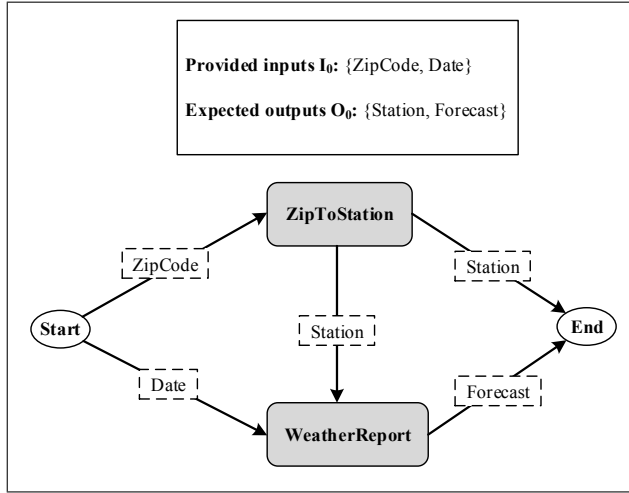 Provided inputs I₀: {ZipCode, Date}
Expected outputs O₀: {Station, Forecast}
ZipToStation
ZipCode
Station
Start
Station
End
Date
Forecast
WeatherReport